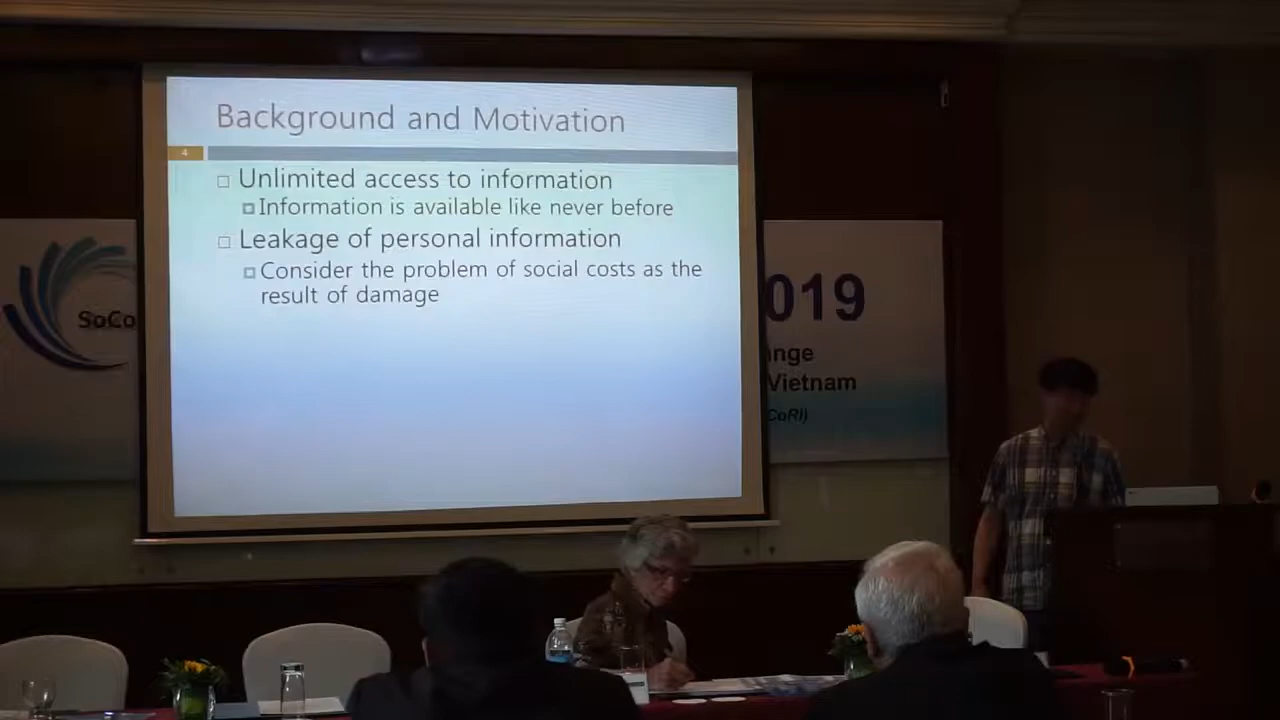 Background and Motivation
4
Unlimited access to information
Information is available like never before
Leakage of personal information
Consider the problem of social costs as the
result of damage
SoCo
019
nge
Vietnam
CoRI)